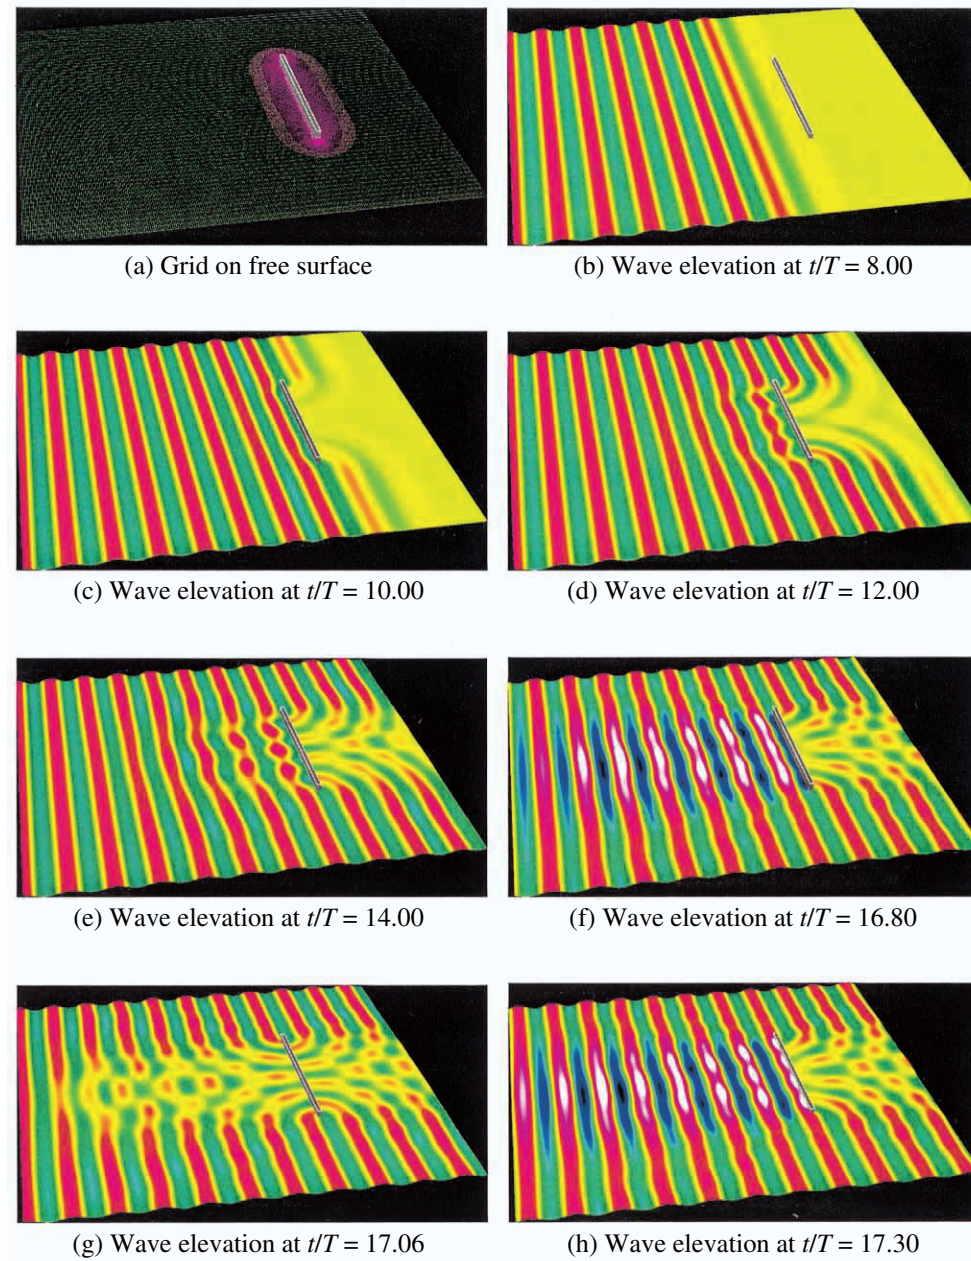 (a) Grid on free surface
(b) Wave elevation at t/T = 8.00
(c) Wave elevation at t/T = 10.00
(d) Wave elevation at t/T = 12.00
(e) Wave elevation at t/T = 14.00
(f) Wave elevation at t/T = 16.80
(g) Wave elevation at t/T = 17.06
(h) Wave elevation at t/T = 17.30